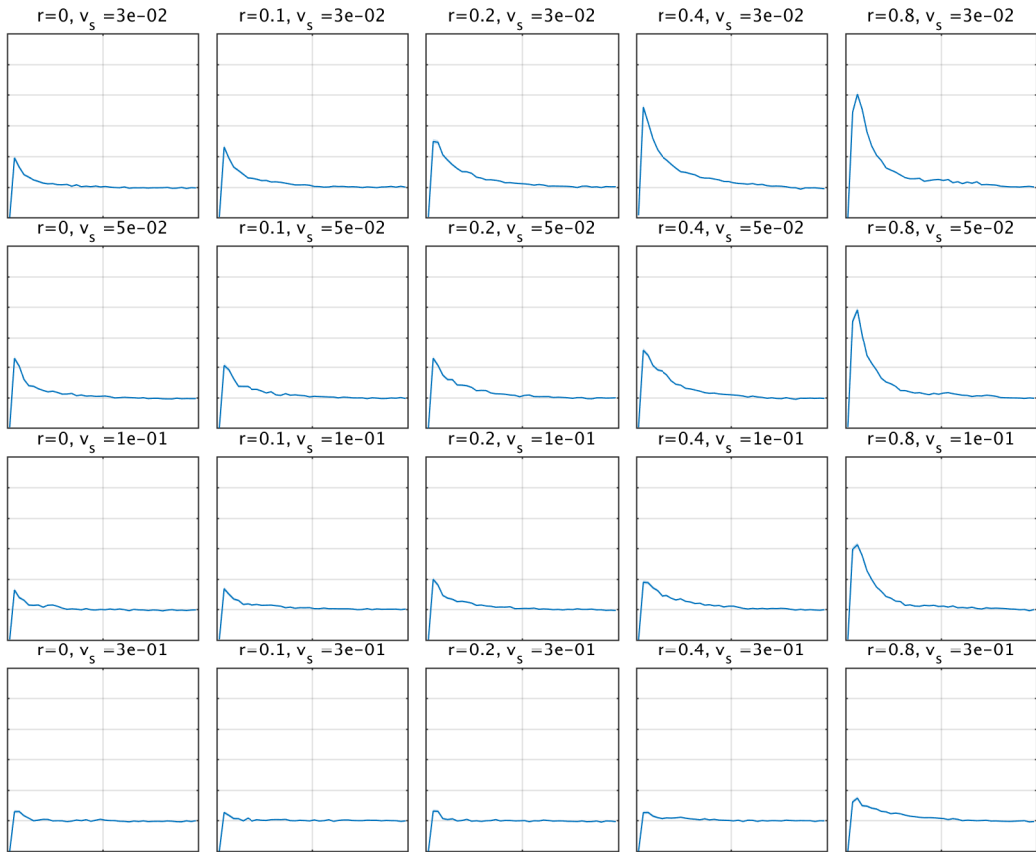 r=0, v_s =3e-02
r=0.1, v_s =3e-02
r=0.2, v_s =3e-02
r=0.4, v_s =3e-02
r=0.8, v_s =3e-02
r=0, v_s =5e-02
r=0.1, v_s =5e-02
r=0.2, v_s =5e-02
r=0.4, v_s =5e-02
r=0.8, v_s =5e-02
r=0, v_s =1e-01
r=0.1, v_s =1e-01
r=0.2, v_s =1e-01
r=0.4, v_s =1e-01
r=0.8, v_s =1e-01
r=0, v_s =3e-01
r=0.1, v_s =3e-01
r=0.2, v_s =3e-01
r=0.4, v_s =3e-01
r=0.8, v_s =3e-01